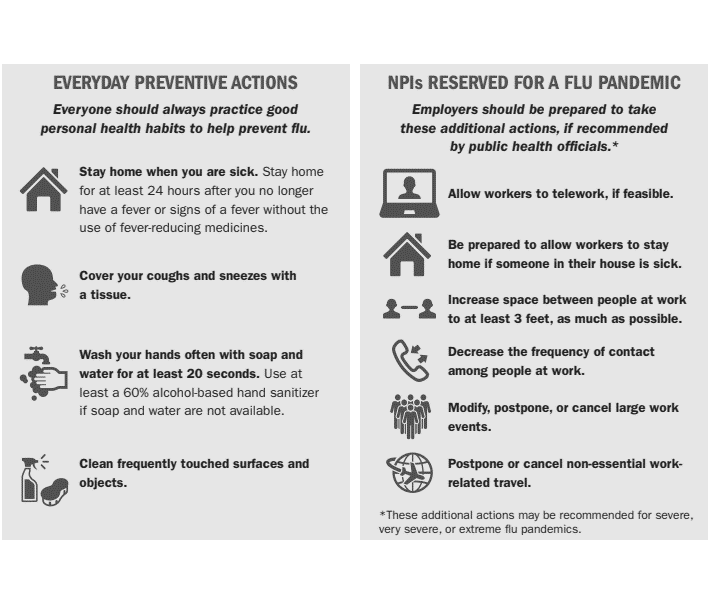 EVERYDAY PREVENTIVE ACTIONS
Everyone should always practice good
personal health habits to help prevent flu.
Stay home when you are sick. Stay home
for at least 24 hours after you no longer
have a fever or signs of a fever without the
use of fever-reducing medicines.
Cover your coughs and sneezes with
a tissue.
Wash your hands often with soap and
water for at least 20 seconds. Use at
least a 60% alcohol-based hand sanitizer
if soap and water are not available.
Clean frequently touched surfaces and
objects.
NPIs RESERVED FOR A FLU PANDEMIC
Employers should be prepared to take
these additional actions, if recommended
by public health officials.*
Allow workers to telework, if feasible.
Be prepared to allow workers to stay
home if someone in their house is sick.
Increase space between people at work
to at least 3 feet, as much as possible.
Decrease the frequency of contact
among people at work.
Modify, postpone, or cancel large work
events.
Postpone or cancel non-essential work-
related travel.
*These additional actions may be recommended for severe,
very severe, or extreme flu pandemics.